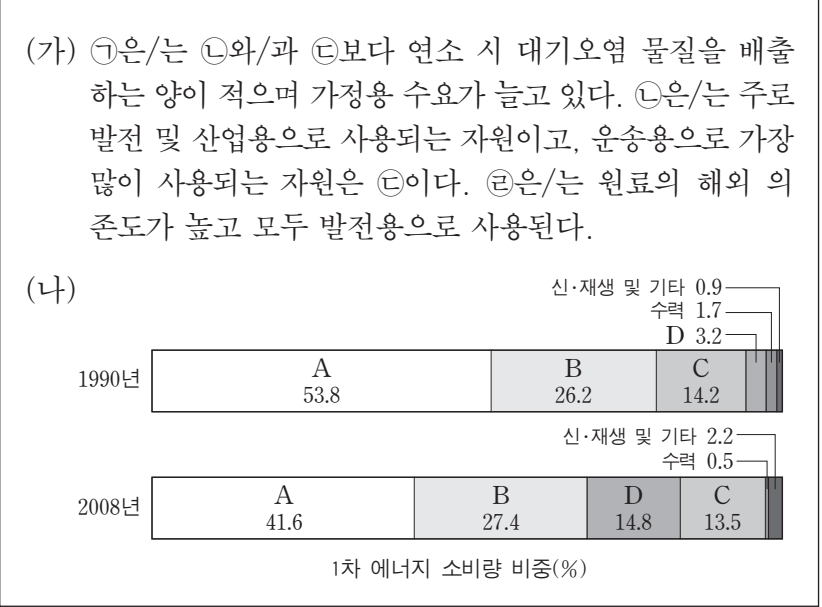 (가) ㉠은/는 ㉡와/과 ㉢보다 연소 시 대기오염 물질을 배출
하는 양이 적으며 가정용 수요가 늘고 있다. ㉡은/는 주로
발전 및 산업용으로 사용되는 자원이고, 운송용으로 가장
많이 사용되는 자원은 ㉢이다. ㉣은/는 원료의 해외 의
존도가 높고 모두 발전용으로 사용된다.
(나)
신·재생 및 기타 0.9
수력 1.7
D 3.2
1990년
A B C
53.8 26.2 14.2
신·재생 및 기타 2.2
수력 0.5
2008년
A B D C
41.6 27.4 14.8 13.5
1차 에너지 소비량 비중(%)